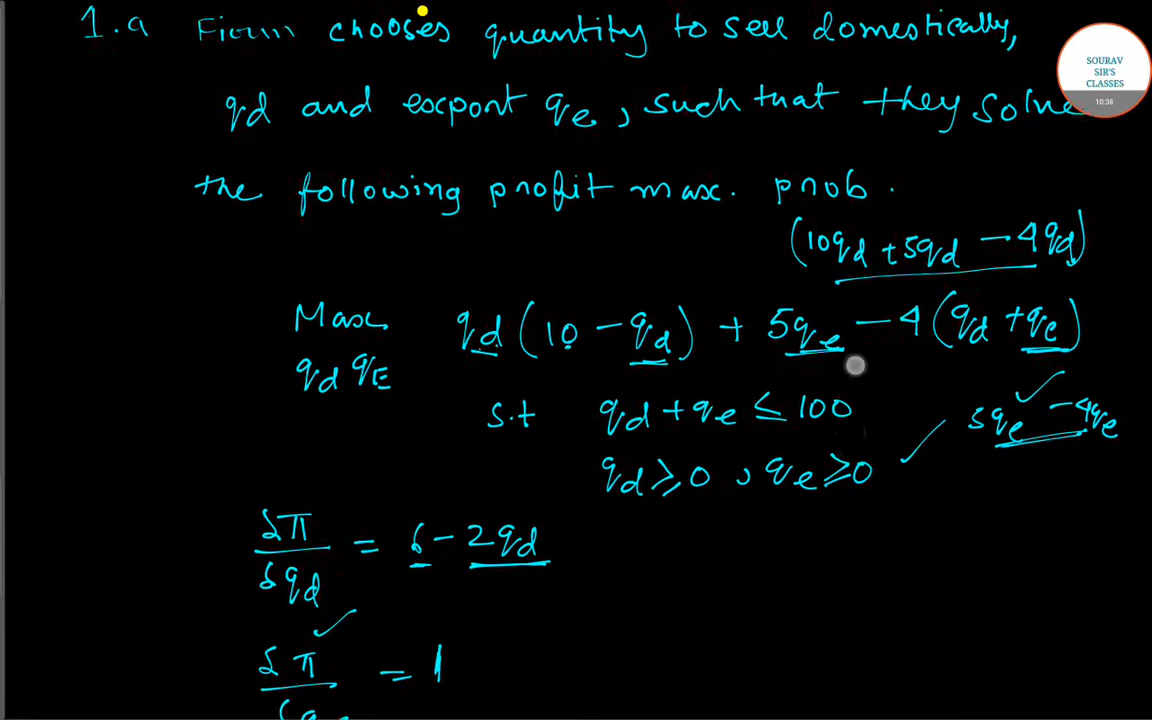 1.a Firm chooses quantity to sell domestically,
SOURAV
SIR'S
CLASSES
10:38
qd and export qe, such that they solve
the following profit max. prob.
(10qd + 5qd - 4qd)
Max qd (10 - qd) + 5qe - 4 (qd + qe)
qd qE
s.t qd + qe ≤ 100
5qe - 4qe
qd ≥ 0, qe ≥ 0
δπ/δqd = 6 - 2qd
δπ = 1